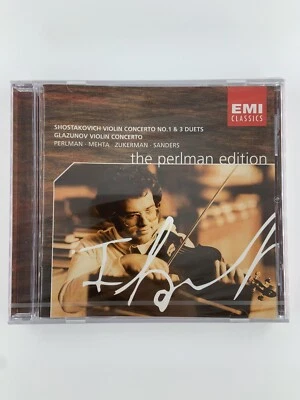 EMI
CLASSICS
SHOSTAKOVICH VIOLIN CONCERTO NO.1 & 3 DUETS
GLAZUNOV VIOLIN CONCERTO
PERLMAN · MEHTA · ZUKERMAN · SANDERS
the perlman edition